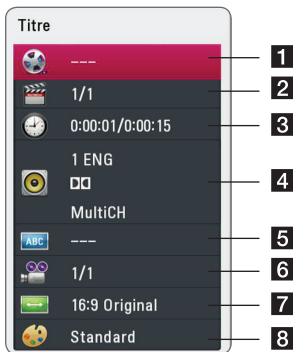 Titre
--- 1
1/1 2
0:00:01/0:00:15 3
1 ENG
MultiCH 4
ABC --- 5
1/1 6
16:9 Original 7
Standard 8